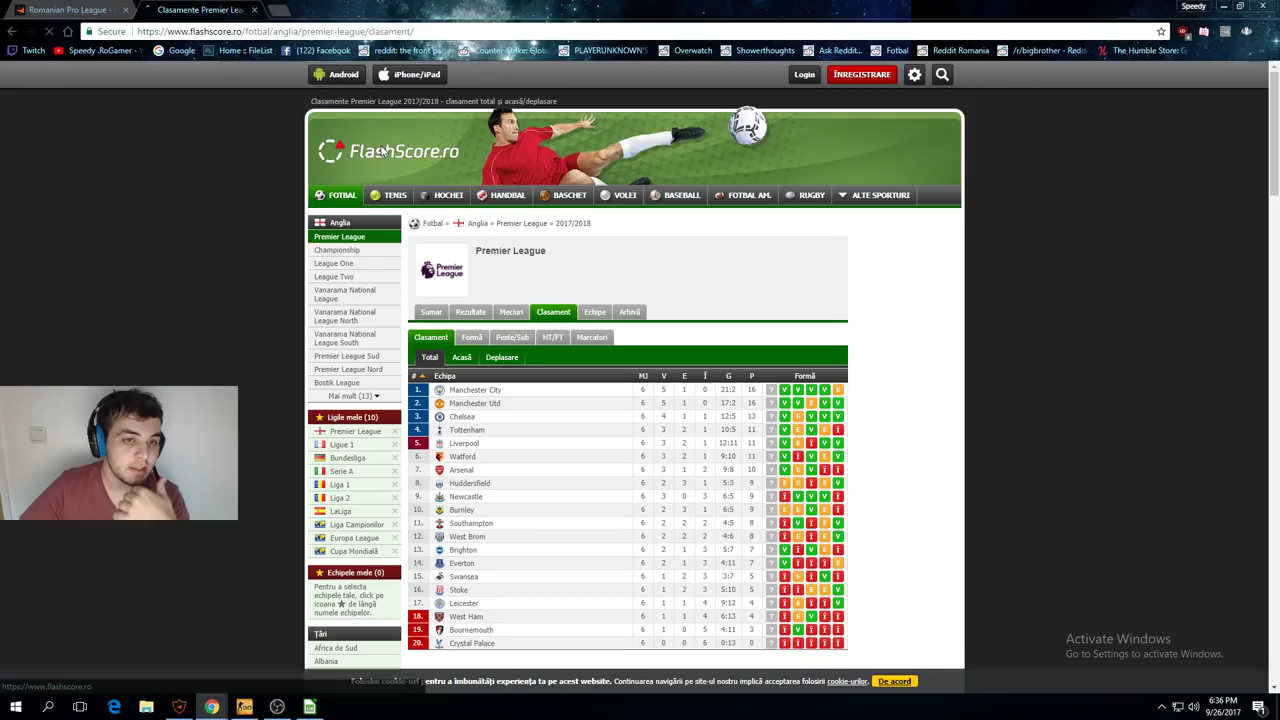 Romanian Pro League -
Clasamente Premier Leag
Speedy
Secure https://www.flashscore.ro/fotbal/anglia/premier-league/clasament/
Twitch Speedy .RoGamer - Google Home :: FileList (122) Facebook reddit: the front pa Counter-Strike: Glob PLAYERUNKNOWN'S Overwatch Showerthoughts Ask Reddit... Fotbal Reddit Romania /r/bigbrother - Redd The Humble Store:
Android iPhone/iPad Login ÎNREGISTRARE
Clasamente Premier League 2017/2018 - clasament total și acasă/deplasare
FlashScore.ro
FOTBAL TENIS HOCHEI HANDBAL BASCHET VOLEI BASEBALL FOTBAL AM. RUGBY ALTE SPORTURI
Anglia
Premier League
Championship
League One
League Two
Vanarama National
League
Vanarama National
League North
Vanarama National
League South
Premier League Sud
Premier League Nord
Bostik League
Mai mult (13)
Ligile mele (10)
Premier League
Ligue 1
Bundesliga
Serie A
Liga 1
Liga 2
LaLiga
Liga Campionilor
Europa League
Cupa Mondială
Echipele mele (0)
Pentru a selecta
echipele tale, click pe
icoana ★ de lângă
numele echipelor.
Țări
Africa de Sud
Albania
Fotbal » Anglia » Premier League » 2017/2018
Premier League
Premier League
Sumar Rezultate Meciuri Clasament Echipe Arhivă
Clasament Formă Peste/Sub HT/FT Marcatori
Total Acasă Deplasare
# Echipa MJ V E Î G P Formă
1. Manchester City 6 5 1 0 21:2 16 ? V V V V E
2. Manchester Utd 6 5 1 0 17:2 16 ? V V E V V
3. Chelsea 6 4 1 1 12:5 13 ? V E V V V
4. Tottenham 6 3 2 1 10:5 11 ? V E V E Î
5. Liverpool 6 3 2 1 12:11 11 ? V E Î V V
6. Watford 6 3 2 1 9:10 11 ? V Î V E V
7. Arsenal 6 3 1 2 9:8 10 ? V E V Î Î
8. Huddersfield 6 2 3 1 5:3 9 ? E E Î E V
9. Newcastle 6 3 0 3 6:5 9 ? Î V V V Î
10. Burnley 6 2 3 1 6:5 9 ? E V E E Î
11. Southampton 6 2 2 2 4:5 8 ? Î V Î E V
12. West Brom 6 2 2 2 4:6 8 ? Î E Î E V
13. Brighton 6 2 1 3 5:7 7 ? V Î V E Î
14. Everton 6 2 1 3 4:11 7 ? V Î Î Î E
15. Swansea 6 1 2 3 3:7 5 ? Î E Î V Î
16. Stoke 6 1 2 3 5:10 5 ? Î Î E E V
17. Leicester 6 1 1 4 9:12 4 ? Î E Î Î V
18. West Ham 6 1 1 4 6:13 4 ? Î E V Î Î
19. Bournemouth 6 1 0 5 4:11 3 ? Î V Î Î Î
20. Crystal Palace 6 0 0 6 0:13 0 ? Î Î Î Î Î
Activate Windows
Go to Settings to activate Windows.
https://www.flashscore.ro
pentru a îmbunătăți experiența ta pe acest website. Continuarea navigării pe site-ul nostru implică acceptarea folosirii cookie-urilor. De acord
6:36 PM
9/26/2017